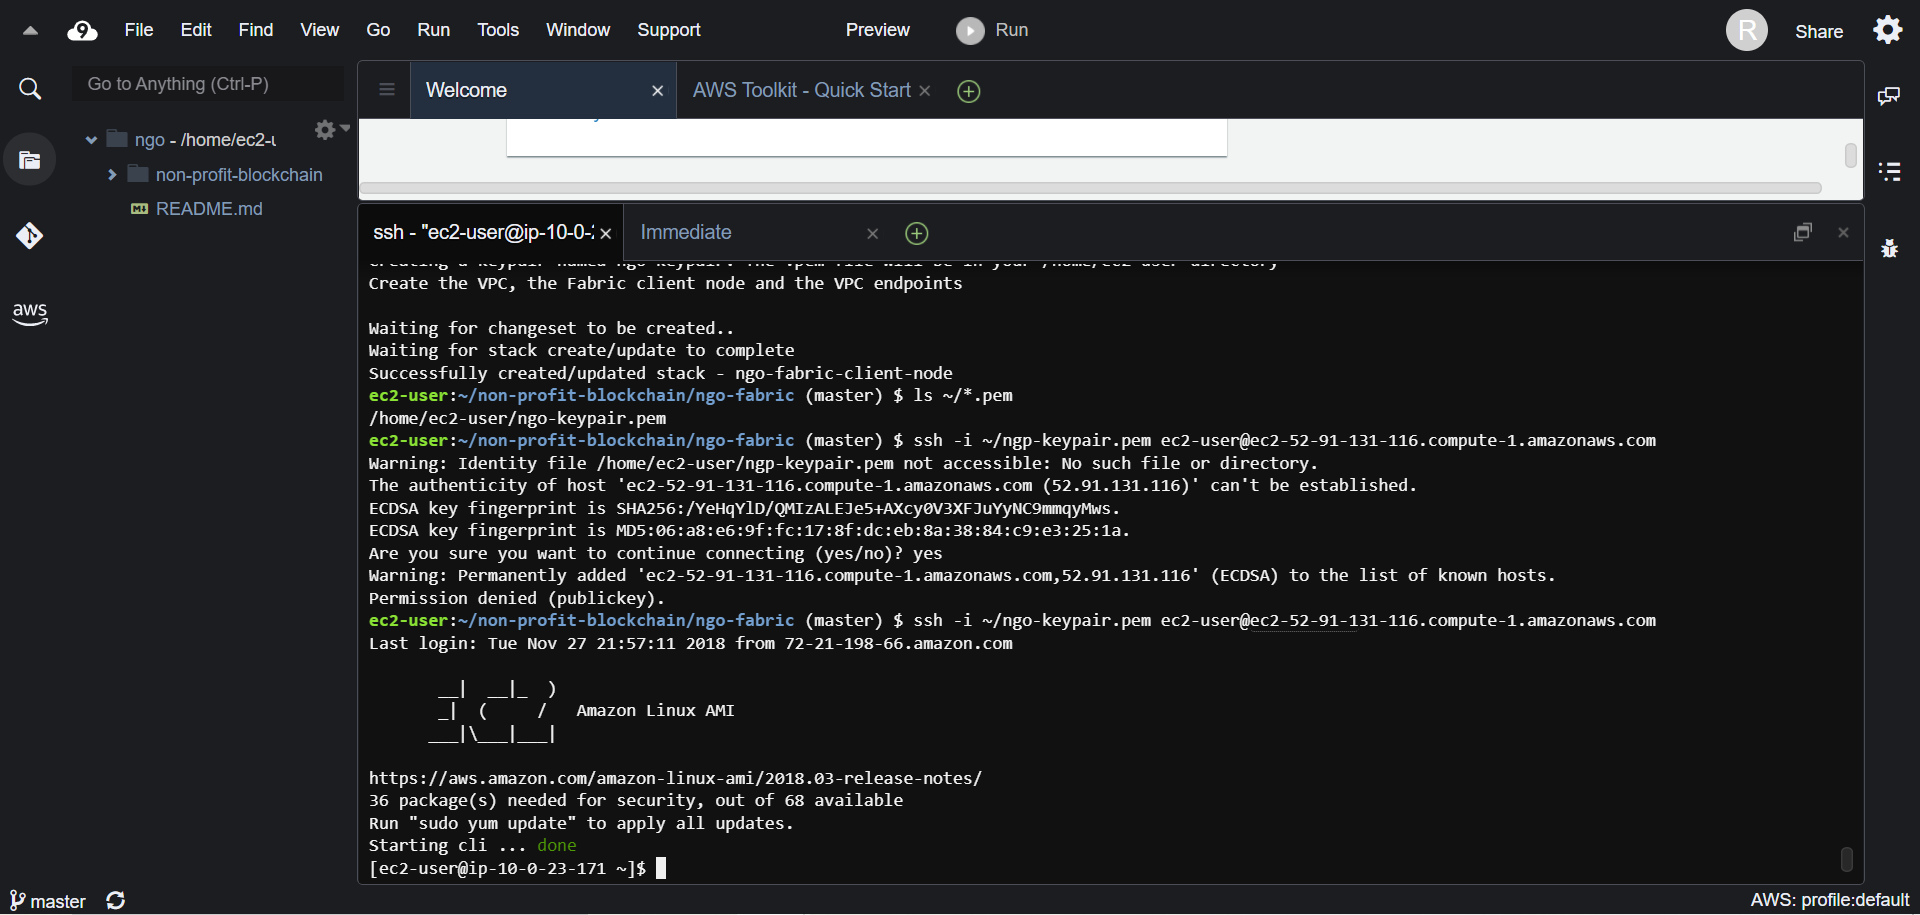 File Edit Find View Go Run Tools Window Support Preview Run R Share
Go to Anything (Ctrl-P)
ngo - /home/ec2-u
non-profit-blockchain
README.md
aws
Welcome
AWS Toolkit - Quick Start
ssh - "ec2-user@ip-10-0-2
Immediate
Create the VPC, the Fabric client node and the VPC endpoints
Waiting for changeset to be created..
Waiting for stack create/update to complete
Successfully created/updated stack - ngo-fabric-client-node
ec2-user:~/non-profit-blockchain/ngo-fabric (master) $ ls ~/*.pem
/home/ec2-user/ngo-keypair.pem
ec2-user:~/non-profit-blockchain/ngo-fabric (master) $ ssh -i ~/ngp-keypair.pem ec2-user@ec2-52-91-131-116.compute-1.amazonaws.com
Warning: Identity file /home/ec2-user/ngp-keypair.pem not accessible: No such file or directory.
The authenticity of host 'ec2-52-91-131-116.compute-1.amazonaws.com (52.91.131.116)' can't be established.
ECDSA key fingerprint is SHA256:/YeHqYlD/QMIzALEJe5+AXcy0V3XFJuYyNC9mmqyMws.
ECDSA key fingerprint is MD5:06:a8:e6:9f:fc:17:8f:dc:eb:8a:38:84:c9:e3:25:1a.
Are you sure you want to continue connecting (yes/no)? yes
Warning: Permanently added 'ec2-52-91-131-116.compute-1.amazonaws.com,52.91.131.116' (ECDSA) to the list of known hosts.
Permission denied (publickey).
ec2-user:~/non-profit-blockchain/ngo-fabric (master) $ ssh -i ~/ngo-keypair.pem ec2-user@ec2-52-91-131-116.compute-1.amazonaws.com
Last login: Tue Nov 27 21:57:11 2018 from 72-21-198-66.amazon.com
__|  __|_  )
_|  (     /   Amazon Linux AMI
___|\___|___|
https://aws.amazon.com/amazon-linux-ami/2018.03-release-notes/
36 package(s) needed for security, out of 68 available
Run "sudo yum update" to apply all updates.
Starting cli ... done
[ec2-user@ip-10-0-23-171 ~]$
master
AWS: profile:default